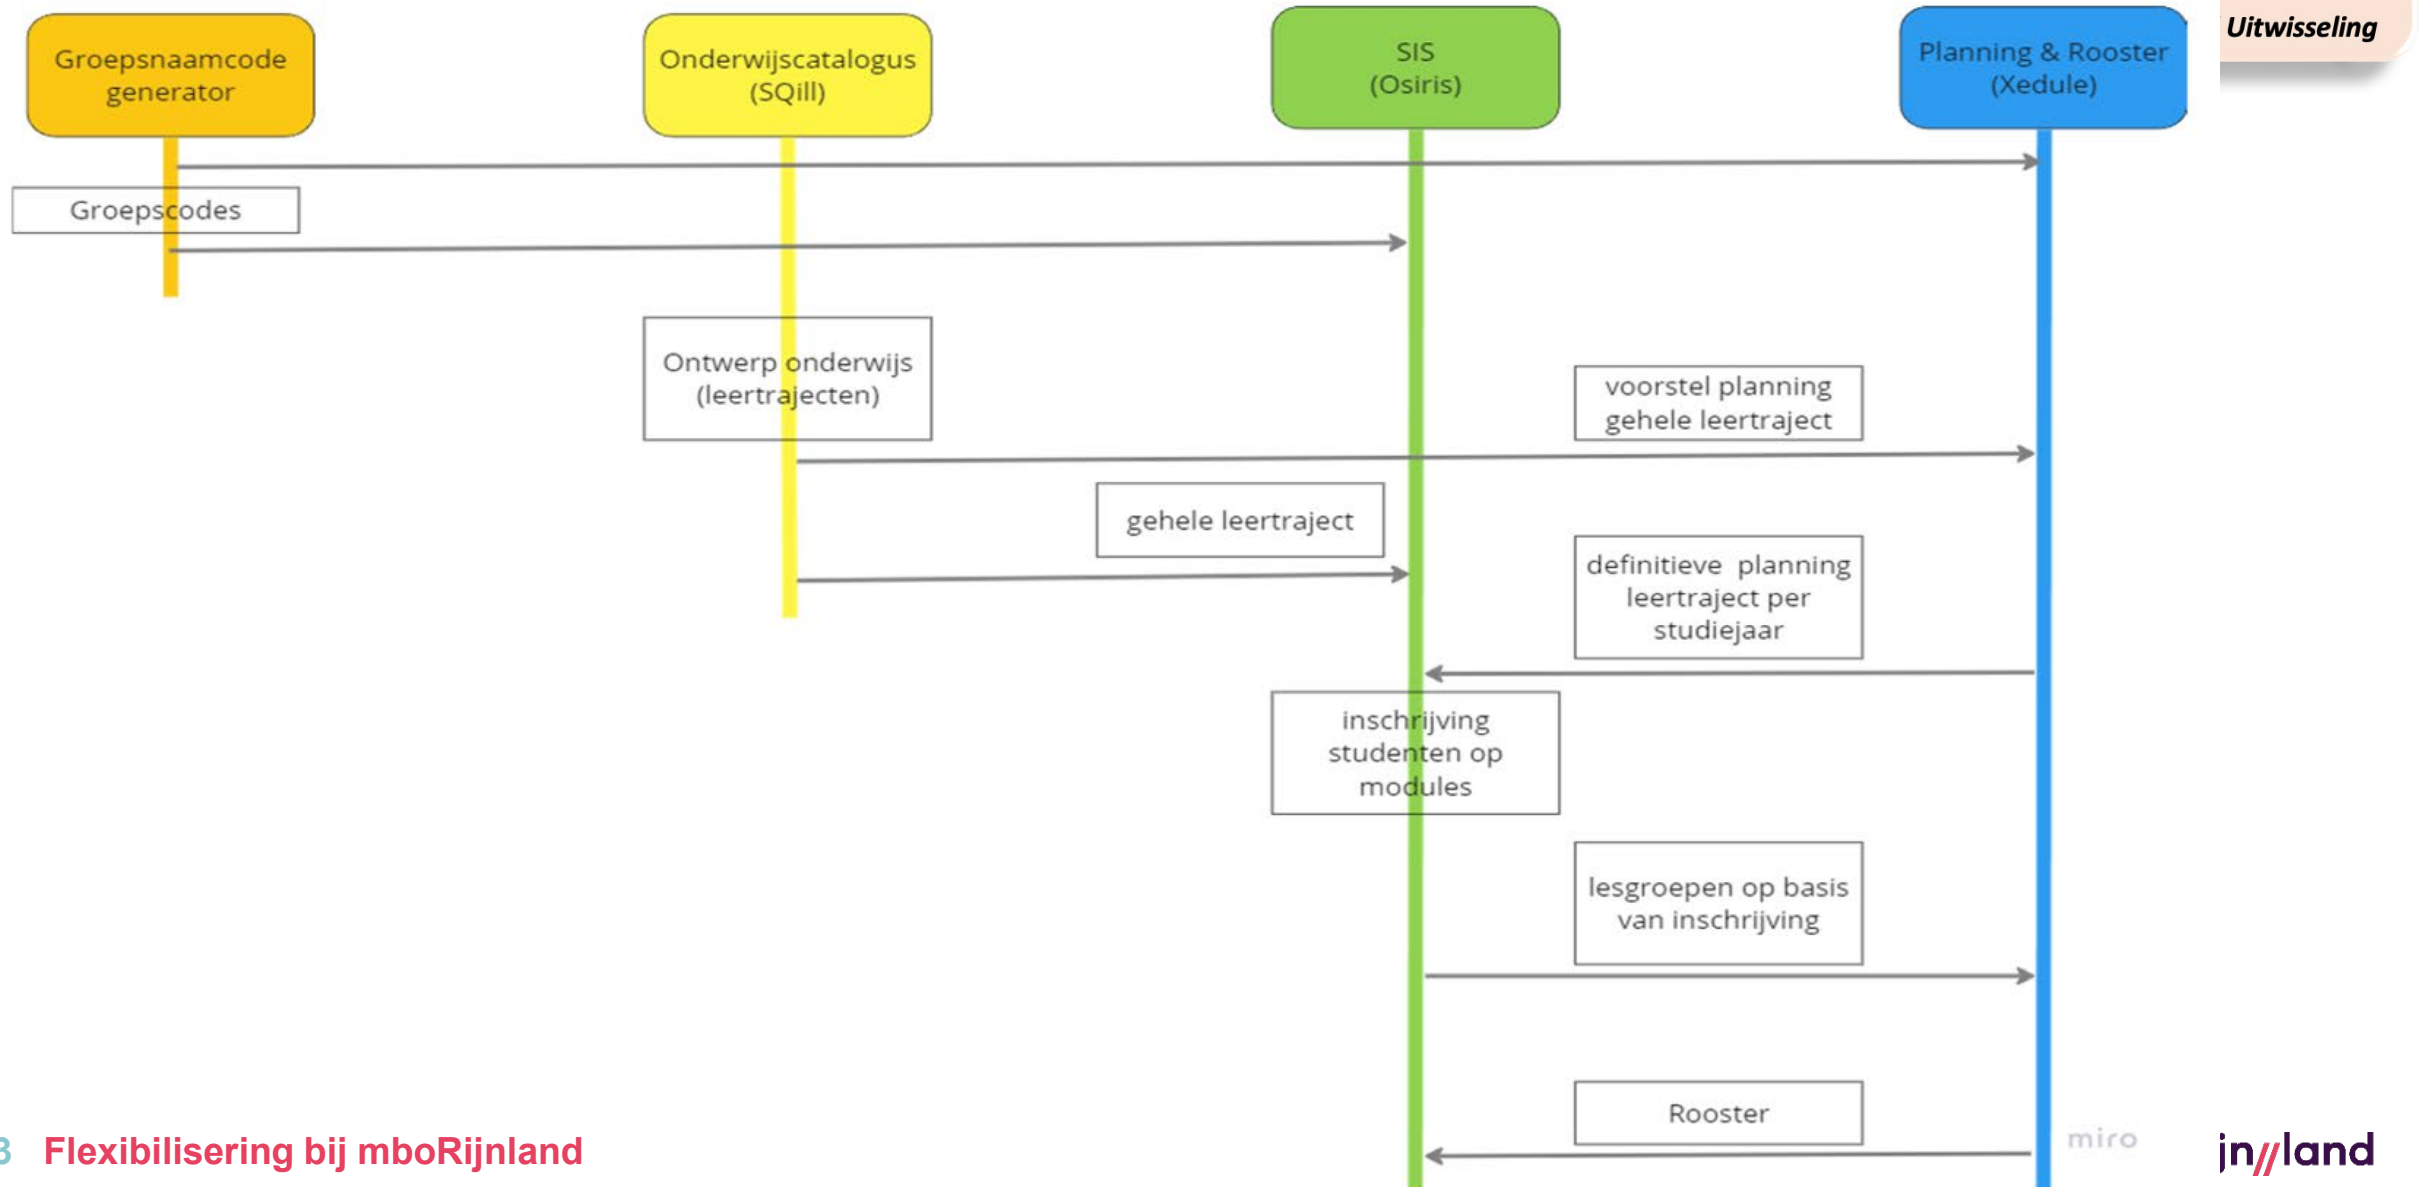 Groepsnaamcode
generator
Onderwijscatalogus
(SQill)
SIS
(Osiris)
Planning & Rooster
(Xedule)
Uitwisseling
Groepscodes
Ontwerp onderwijs
(leertrajecten)
voorstel planning
gehele leertraject
gehele leertraject
definitieve planning
leertraject per
studiejaar
inschrijving
studenten op
modules
lesgroepen op basis
van inschrijving
Rooster
miro
3 Flexibilisering bij mboRijnland
jn//land